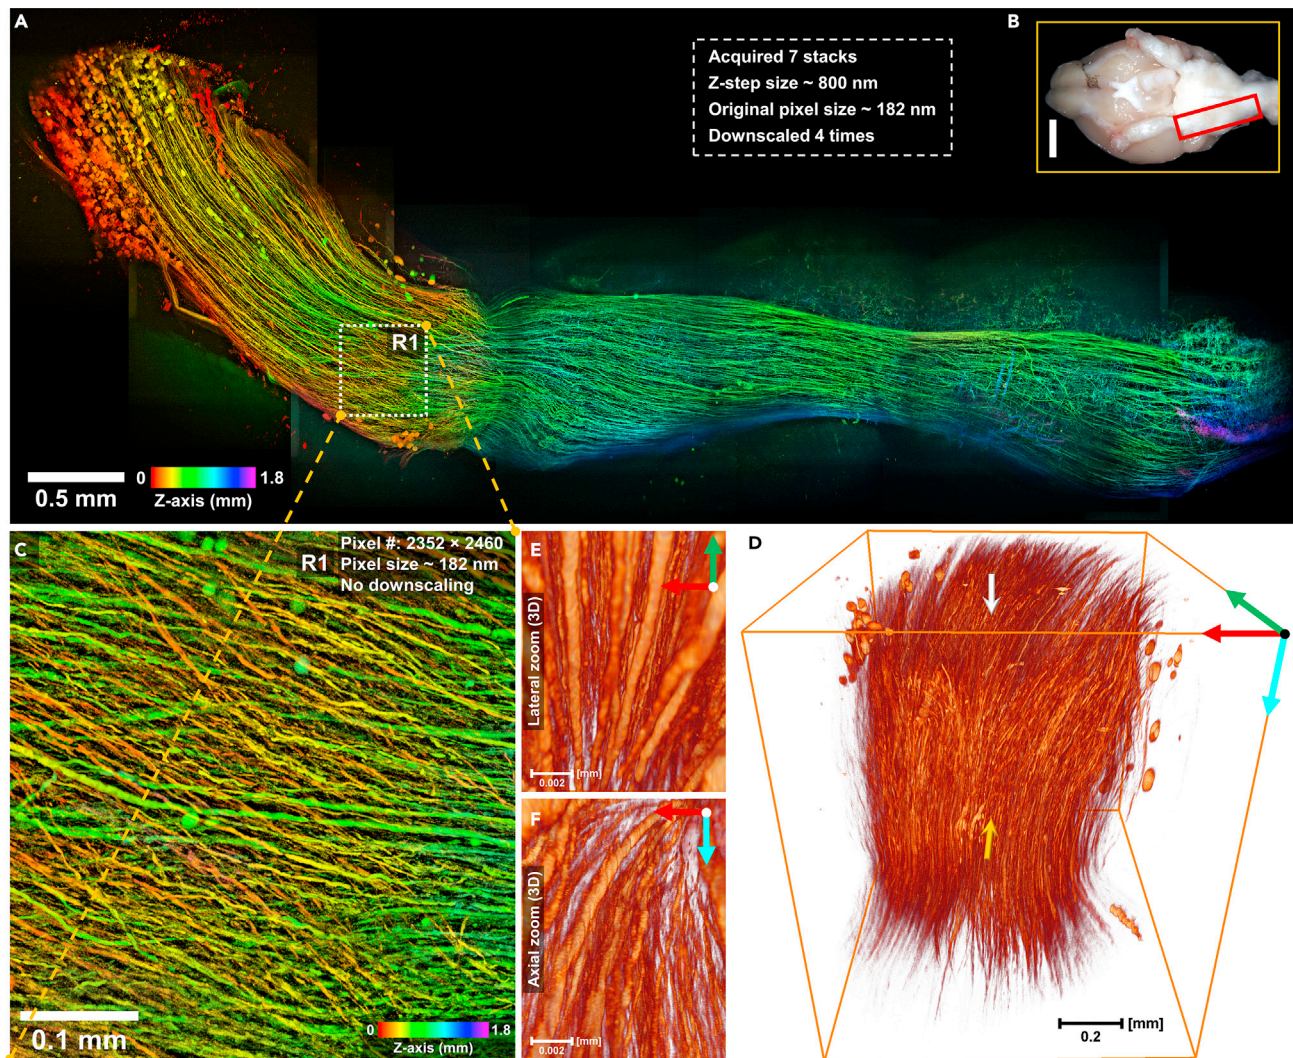 A
Acquired 7 stacks
Z-step size ~ 800 nm
Original pixel size ~ 182 nm
Downscaled 4 times
B
R1
0.5 mm
0
1.8
Z-axis (mm)
C
R1
Pixel #: 2352 × 2460
Pixel size ~ 182 nm
No downscaling
0.1 mm
0
1.8
Z-axis (mm)
E
Lateral zoom (3D)
0.002
[mm]
F
Axial zoom (3D)
0.002
[mm]
D
0.2
[mm]